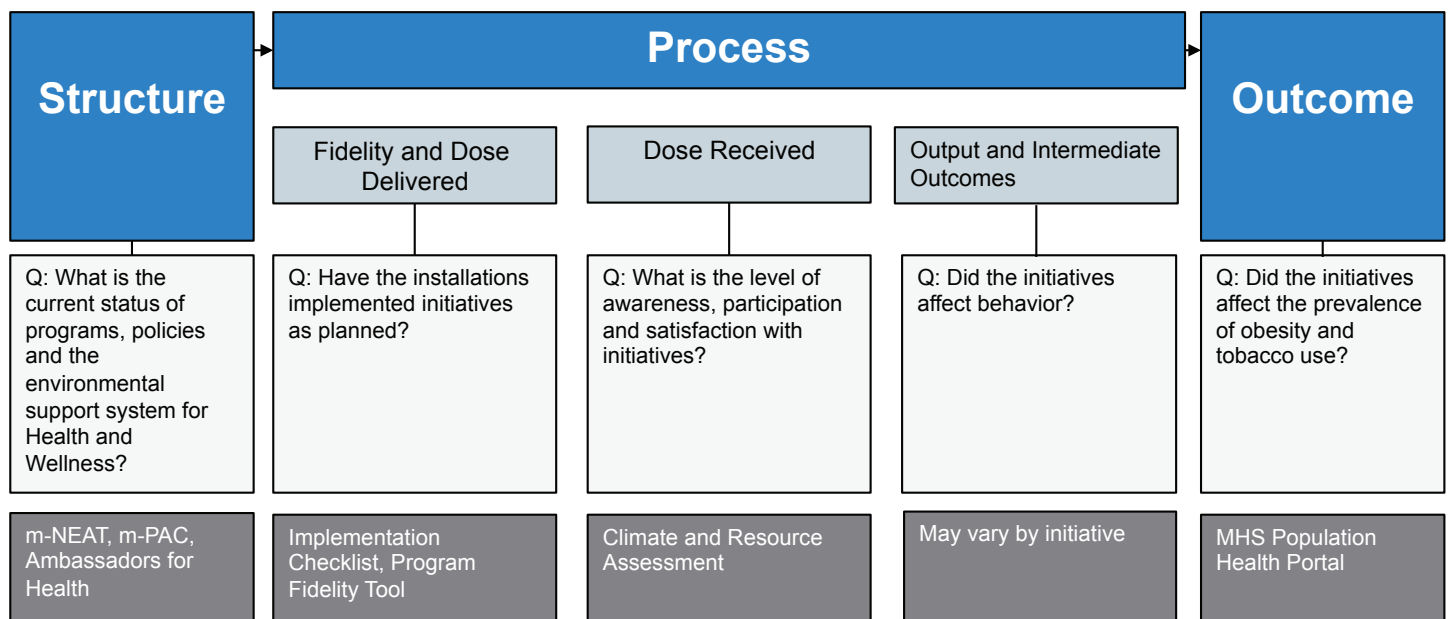 Structure
Process
Outcome
Fidelity and Dose
Delivered
Dose Received
Output and Intermediate
Outcomes
Q: What is the
current status of
programs, policies
and the
environmental
support system for
Health and
Wellness?
Q: Have the installations
implemented initiatives
as planned?
Q: What is the level of
awareness, participation
and satisfaction with
initiatives?
Q: Did the initiatives
affect behavior?
Q: Did the initiatives
affect the prevalence
of obesity and
tobacco use?
m-NEAT, m-PAC,
Ambassadors for
Health
Implementation
Checklist, Program
Fidelity Tool
Climate and Resource
Assessment
May vary by initiative
MHS Population
Health Portal